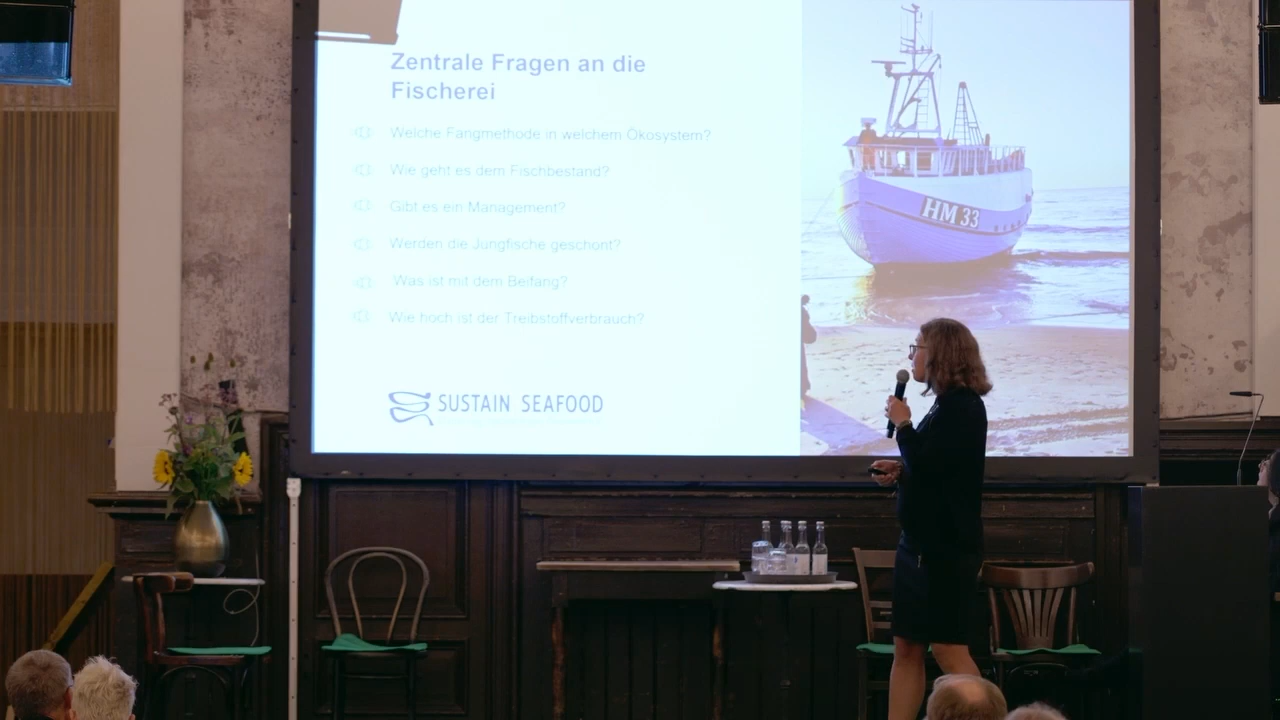 Zentrale Fragen an die
Fischerei
Welche Fangmethode in welchem Ökosystem?
Wie geht es dem Fischbestand?
Gibt es ein Management?
Werden die Jungfische geschont?
Was ist mit dem Beifang?
Wie hoch ist der Treibstoffverbrauch?
SUSTAIN SEAFOOD
HM 33